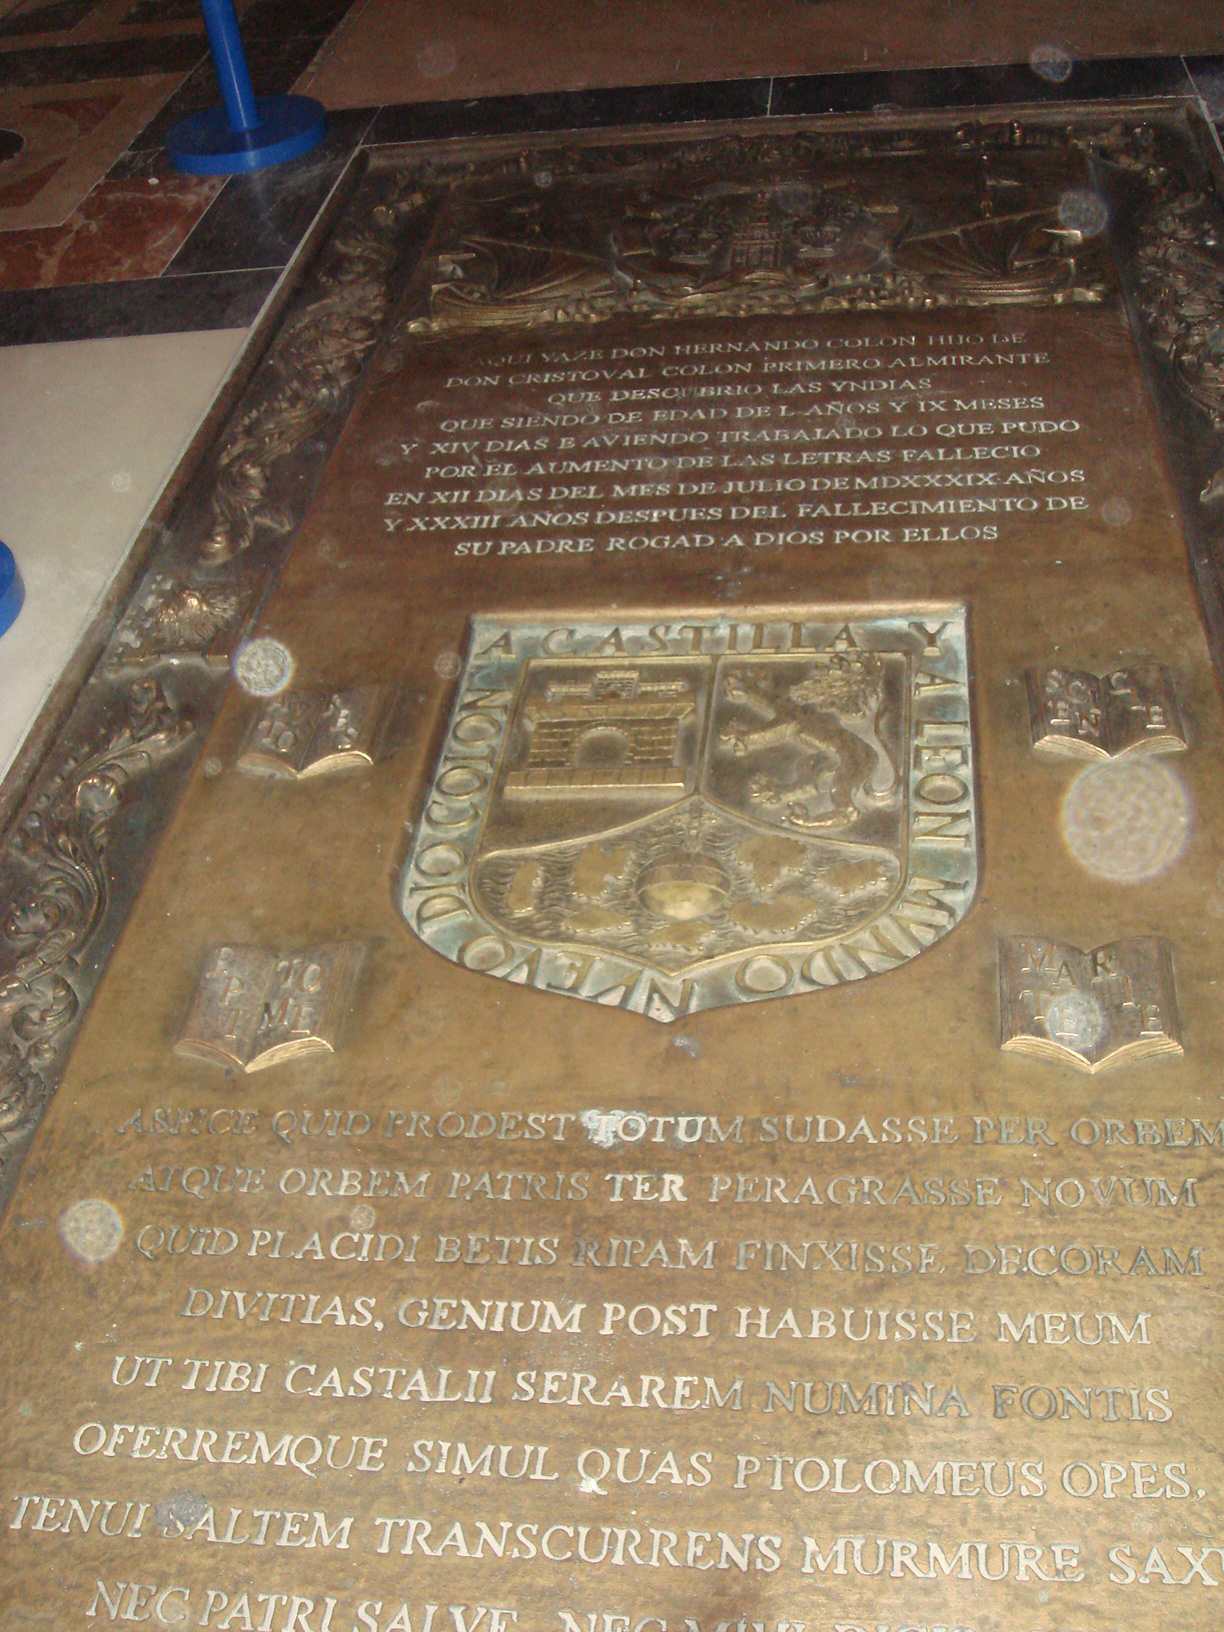 AQUI YAZE DON HERNANDO COLON HIJO DE
DON CRISTOVAL COLON PRIMERO ALMIRANTE
QUE DESCUBRIO LAS YNDIAS
QUE SIENDO DE EDAD DE L AÑOS Y IX MESES
Y XIV DIAS E AVIENDO TRABAJADO LO QUE PUDO
POR EL AUMENTO DE LAS LETRAS FALLECIO
EN XII DIAS DEL MES DE JULIO DE MDXXXIX AÑOS
Y XXXIII AÑOS DESPUES DEL FALLECIMIENTO DE
SU PADRE ROGAD A DIOS POR ELLOS
A CASTILLA Y A LEON MVNDO NUEVO DIO COLON
ASPICE QUID PRODEST TOTUM SUDASSE PER ORBEM
ATQUE ORBEM PATRIS TER PERAGRASSE NOVUM
QUID PLACIDI BETIS RIPAM FINXISSE DECORAM
DIVITIAS, GENIUM POST HABUISSE MEUM
UT TIBI CASTALII SERAREM NUMINA FONTIS
OFERREMQUE SIMUL QUAS PTOLOMEUS OPES,
TENUI SALTEM TRANSCURRENS MURMURE SAX
NEC PATRI SALVE NEC MIHI